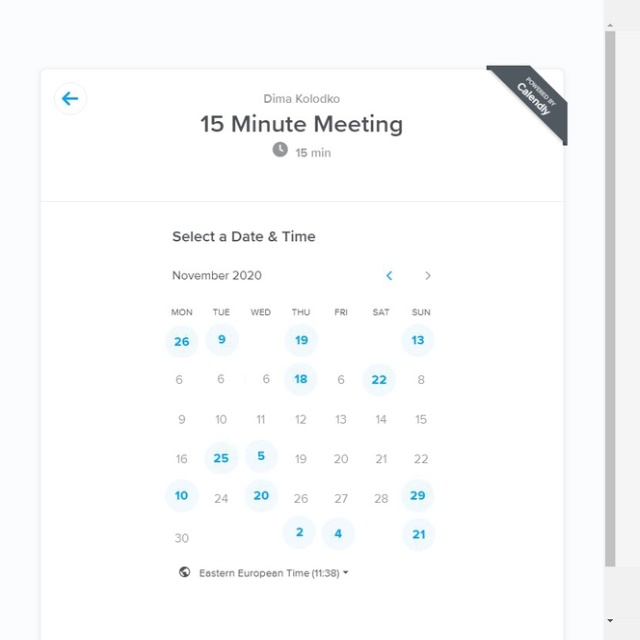 POWERED BY
Calendly
Dima Kolodko
15 Minute Meeting
15 min
Select a Date & Time
November 2020
MON TUE WED THU FRI SAT SUN
26 9 19 13
6 6 6 18 6 22 8
9 10 11 12 13 14 15
16 25 5 19 20 21 22
10 24 20 26 27 28 29
30 2 4 21
Eastern European Time (11:38)